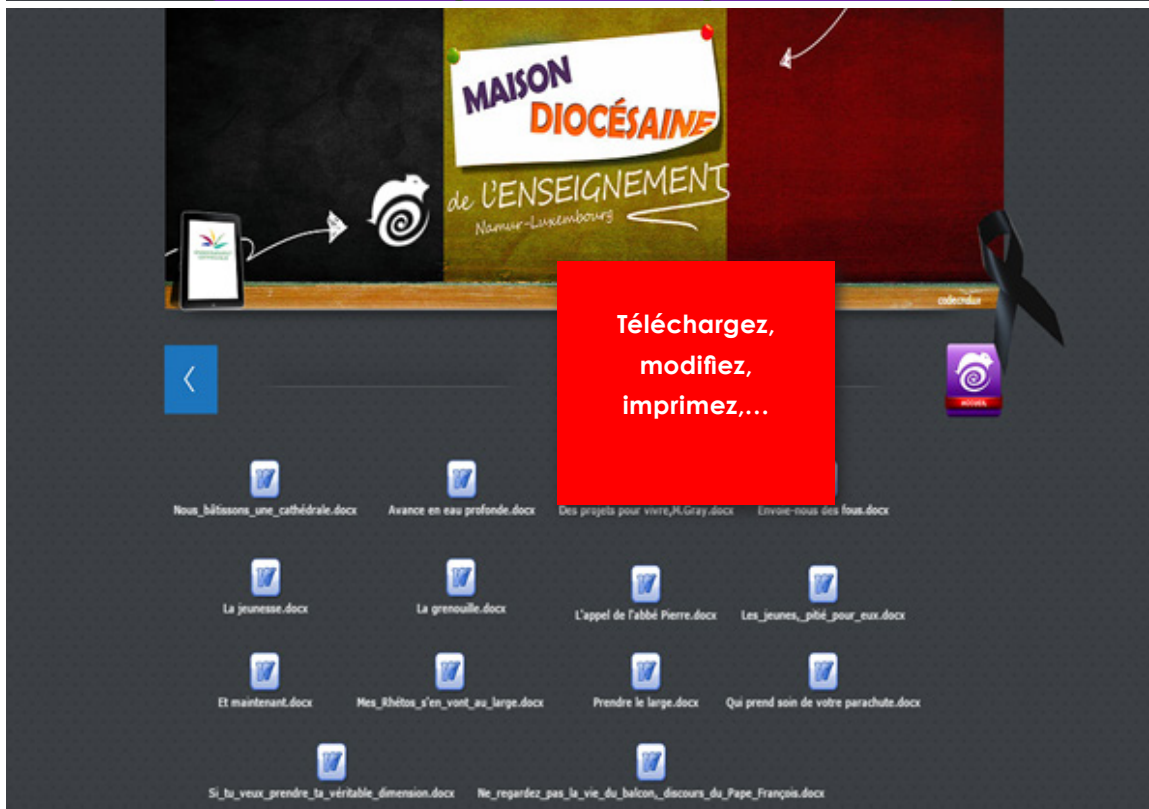 MAISON
DIOCÉSAINE
de L'ENSEIGNEMENT
Namur-Luxembourg
ENSEIGNEMENT
codecnalux
Téléchargez,
modifiez,
imprimez,...
ACCUEIL
Nous_bâtissons_une_cathédrale.docx
Avance en eau profonde.docx
Des projets pour vivre,M.Gray.docx
Envoie-nous des fous.docx
La jeunesse.docx
La grenouille.docx
L'appel de l'abbé Pierre.docx
Les_jeunes,_pitié_pour_eux.docx
Et maintenant.docx
Mes_Rhétos_s'en_vont_au_large.docx
Prendre le large.docx
Qui prend soin de votre parachute.docx
Si_tu_veux_prendre_ta_véritable_dimension.docx
Ne_regardez_pas_la_vie_du_balcon,_discours_du_Pape_François.docx